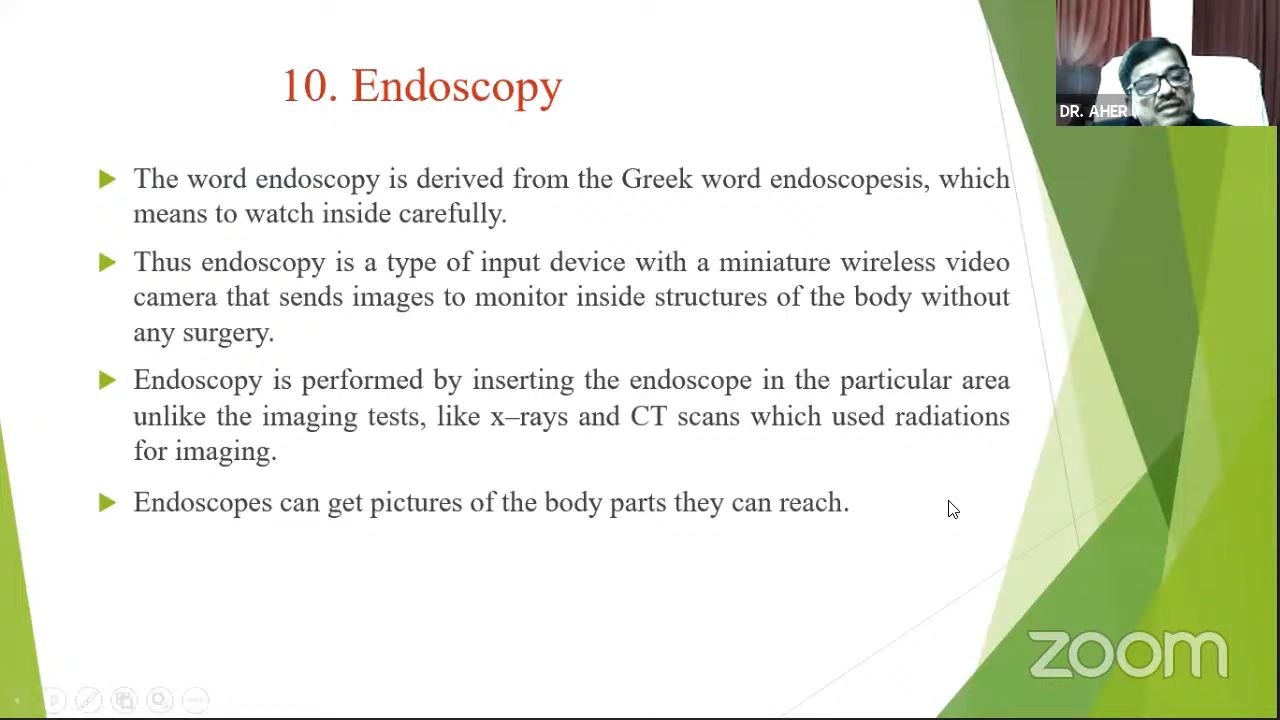 10. Endoscopy
DR. AHER
The word endoscopy is derived from the Greek word endoscopesis, which
means to watch inside carefully.
Thus endoscopy is a type of input device with a miniature wireless video
camera that sends images to monitor inside structures of the body without
any surgery.
Endoscopy is performed by inserting the endoscope in the particular area
unlike the imaging tests, like x–rays and CT scans which used radiations
for imaging.
Endoscopes can get pictures of the body parts they can reach.
zoom